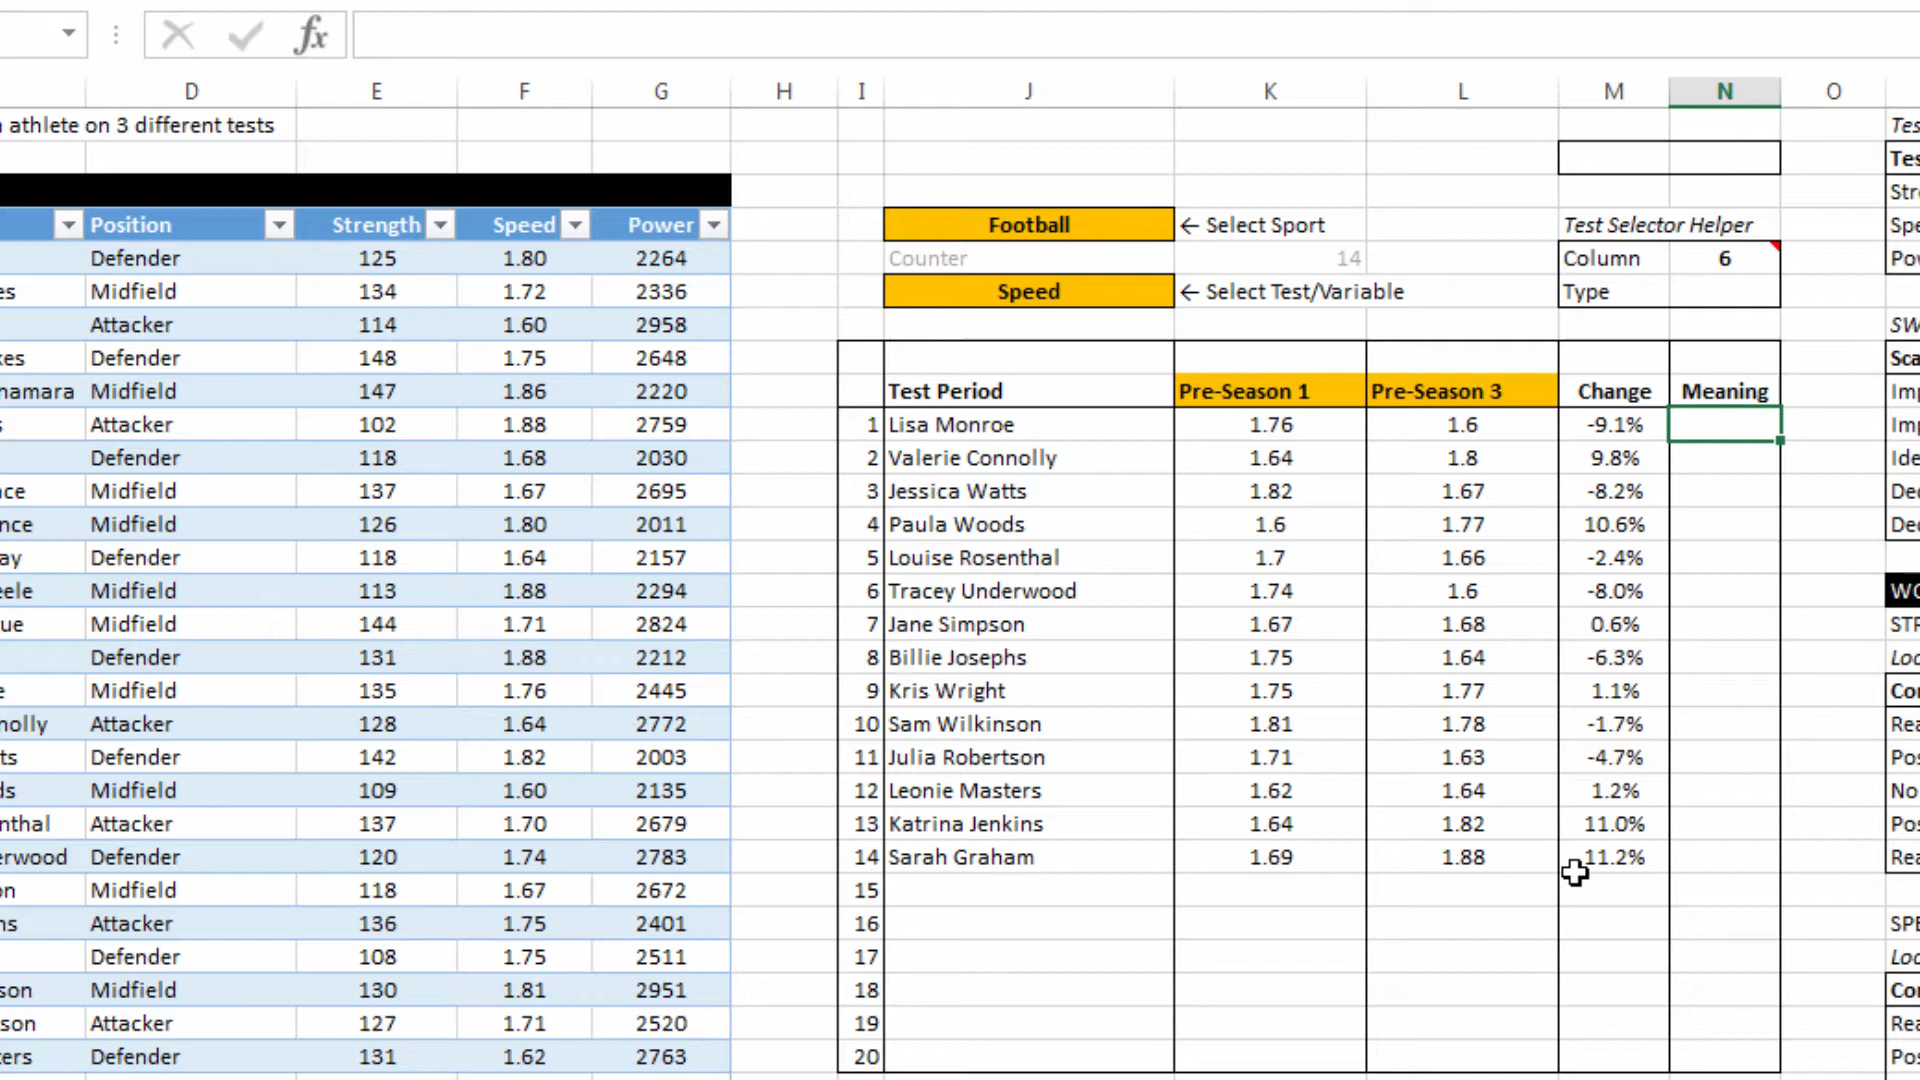 fx
D E F G H I J K L M N O
athlete on 3 different tests
Position Strength Speed Power Football ← Select Sport Test Selector Helper
Defender 125 1.80 2264 Counter 14 Column 6
Midfield 134 1.72 2336 Speed ← Select Test/Variable Type
Attacker 114 1.60 2958
Defender 148 1.75 2648
Midfield 147 1.86 2220 Test Period Pre-Season 1 Pre-Season 3 Change Meaning
Attacker 102 1.88 2759 1 Lisa Monroe 1.76 1.6 -9.1%
Defender 118 1.68 2030 2 Valerie Connolly 1.64 1.8 9.8%
Midfield 137 1.67 2695 3 Jessica Watts 1.82 1.67 -8.2%
Midfield 126 1.80 2011 4 Paula Woods 1.6 1.77 10.6%
Defender 118 1.64 2157 5 Louise Rosenthal 1.7 1.66 -2.4%
Midfield 113 1.88 2294 6 Tracey Underwood 1.74 1.6 -8.0%
Midfield 144 1.71 2824 7 Jane Simpson 1.67 1.68 0.6%
Defender 131 1.88 2212 8 Billie Josephs 1.75 1.64 -6.3%
Midfield 135 1.76 2445 9 Kris Wright 1.75 1.77 1.1%
Attacker 128 1.64 2772 10 Sam Wilkinson 1.81 1.78 -1.7%
Defender 142 1.82 2003 11 Julia Robertson 1.71 1.63 -4.7%
Midfield 109 1.60 2135 12 Leonie Masters 1.62 1.64 1.2% No
Attacker 137 1.70 2679 13 Katrina Jenkins 1.64 1.82 11.0%
Defender 120 1.74 2783 14 Sarah Graham 1.69 1.88 11.2%
Midfield 118 1.67 2672 15
Attacker 136 1.75 2401 16
Defender 108 1.75 2511 17
Midfield 130 1.81 2951 18
Attacker 127 1.71 2520 19
Defender 131 1.62 2763 20